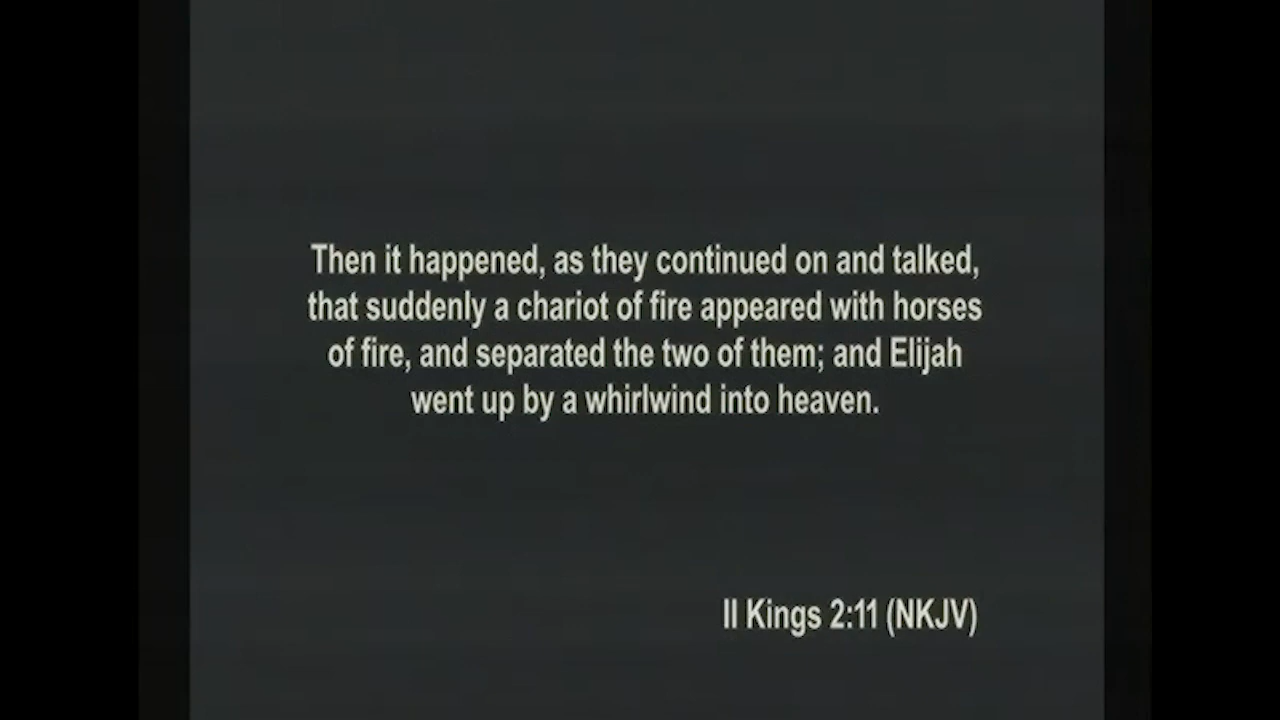 Then it happened, as they continued on and talked,
that suddenly a chariot of fire appeared with horses
of fire, and separated the two of them; and Elijah
went up by a whirlwind into heaven.
II Kings 2:11 (NKJV)